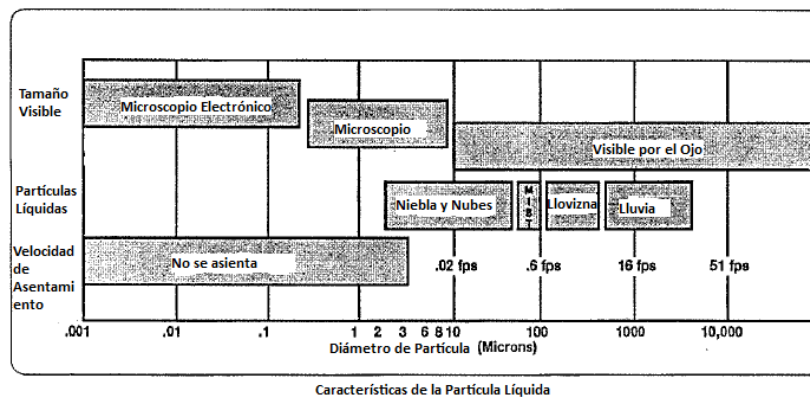 Tamaño
Visible
Microscopio Electrónico
Microscopio
Visible por el Ojo
Partículas
Líquidas
Niebla y Nubes
MIST
Llovizna
Lluvia
Velocidad
de
Asentami
ento
No se asienta
.02 fps
.6 fps
16 fps
51 fps
.001 .01 .1 1 2 3 6 8 10 100 1000 10,000
Diámetro de Partícula (Microns)
Características de la Partícula Líquida